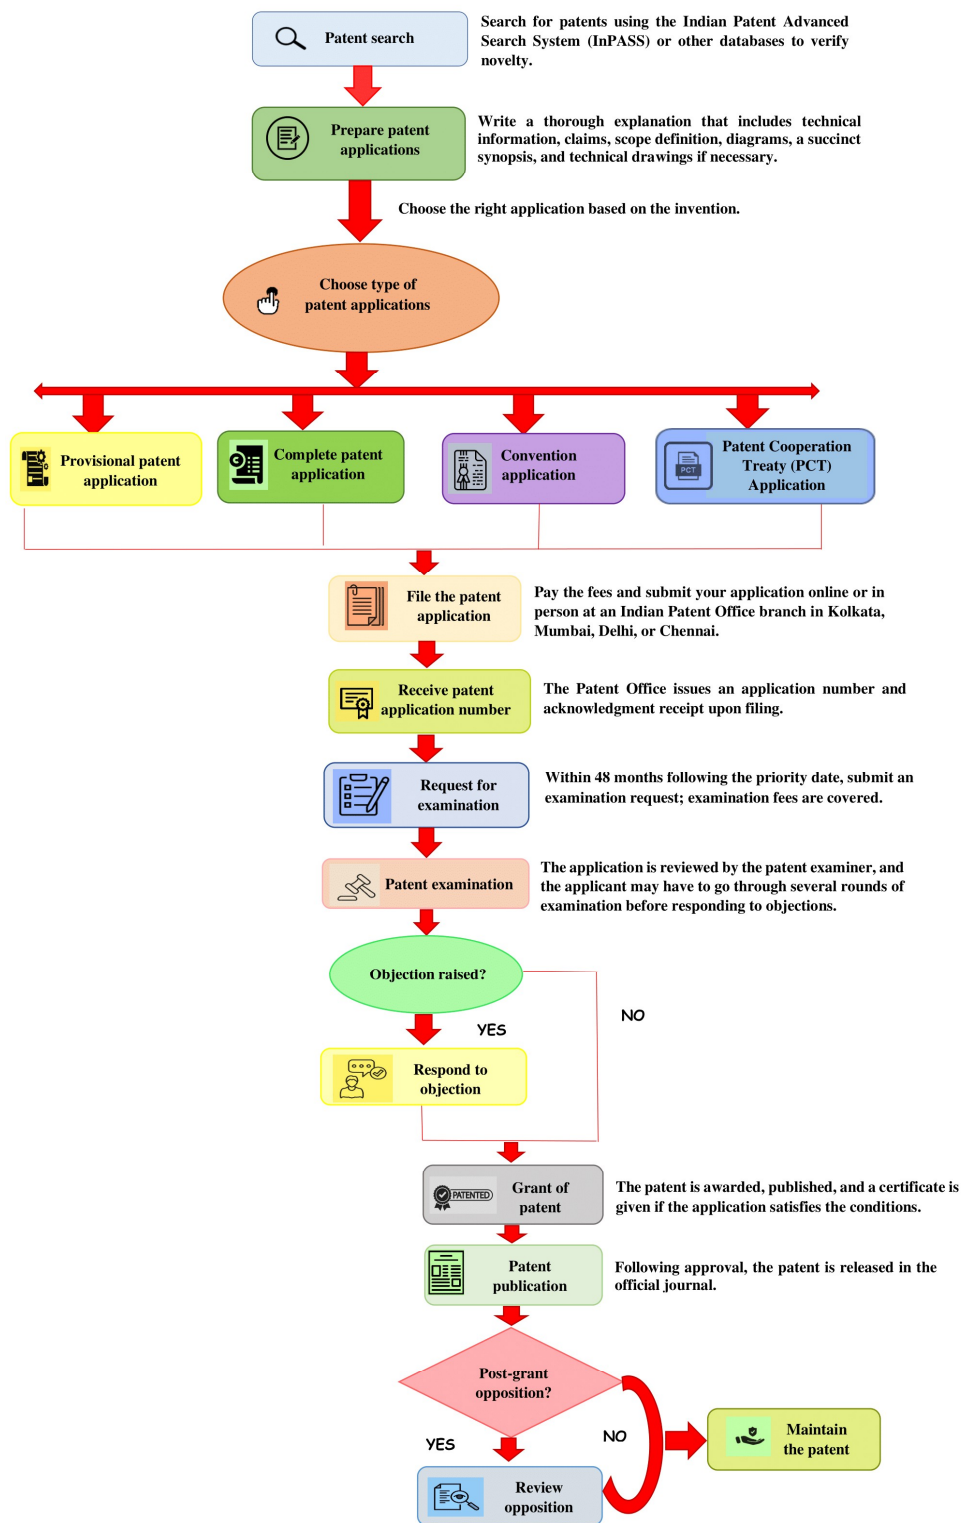 Patent search
Search for patents using the Indian Patent Advanced
Search System (InPASS) or other databases to verify
novelty.
Prepare patent
applications
Write a thorough explanation that includes technical
information, claims, scope definition, diagrams, a succinct
synopsis, and technical drawings if necessary.
Choose the right application based on the invention.
Choose type of
patent applications
Provisional patent
application
Complete patent
application
Convention
application
PCT
Patent Cooperation
Treaty (PCT)
Application
File the patent
application
Pay the fees and submit your application online or in
person at an Indian Patent Office branch in Kolkata,
Mumbai, Delhi, or Chennai.
Receive patent
application number
The Patent Office issues an application number and
acknowledgment receipt upon filing.
Request for
examination
Within 48 months following the priority date, submit an
examination request; examination fees are covered.
Patent examination
The application is reviewed by the patent examiner, and
the applicant may have to go through several rounds of
examination before responding to objections.
Objection raised?
YES
NO
Respond to
objection
PATENTED
Grant of
patent
The patent is awarded, published, and a certificate is
given if the application satisfies the conditions.
Patent
publication
Following approval, the patent is released in the
official journal.
Post-grant
opposition?
YES
NO
Maintain
the patent
Review
opposition